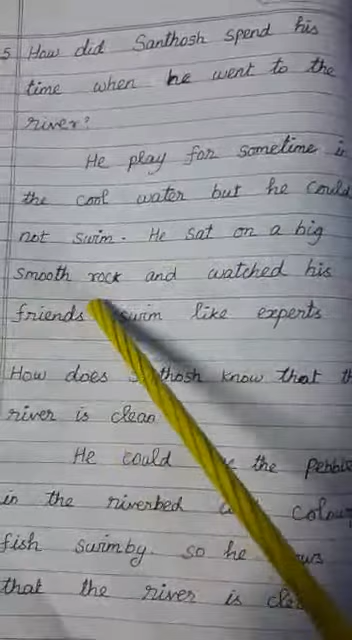 5 How did Santhosh spend his
time when he went to the
river?
He play for sometime in
the cool water but he could
not swim. He sat on a big
smooth rock and watched his
friends swim like experts
How does know that
river is clean
He could the
in the riverbed
fish swimby. so he
that the river is